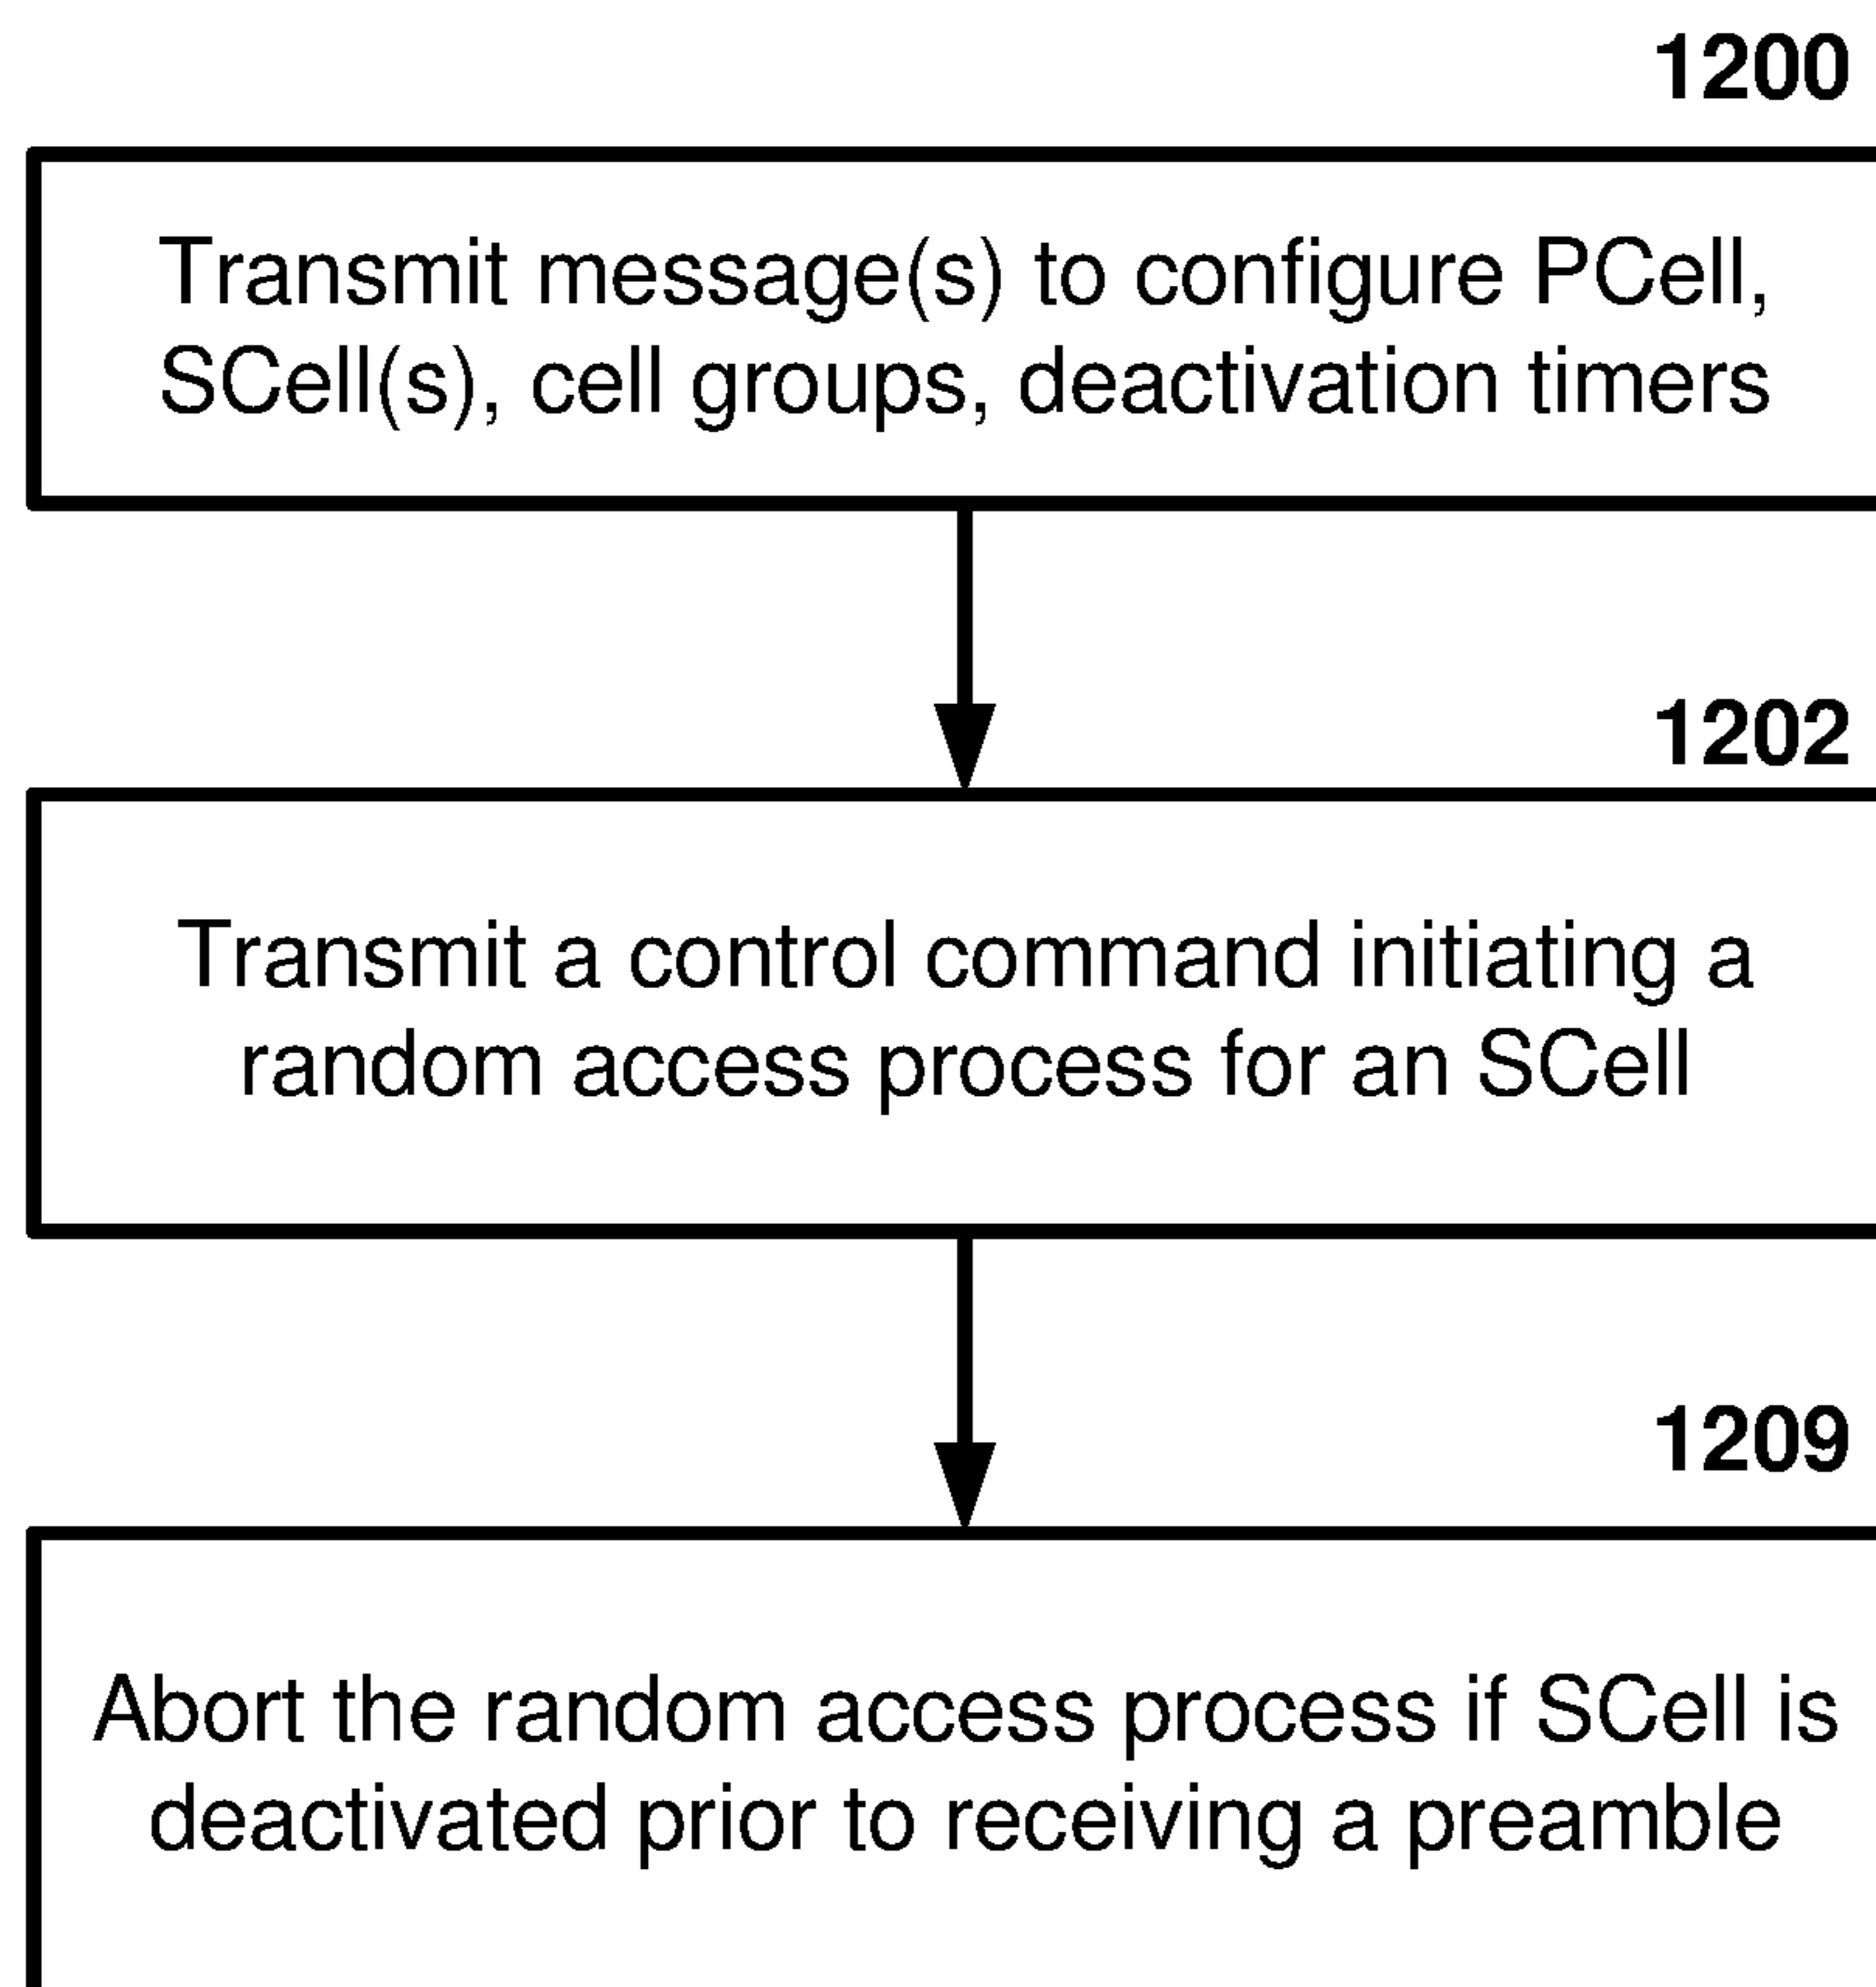 1200
Transmit message(s) to configure PCell,
SCell(s), cell groups, deactivation timers
1202
Transmit a control command initiating a
random access process for an SCell
1209
Abort the random access process if SCell is
deactivated prior to receiving a preamble